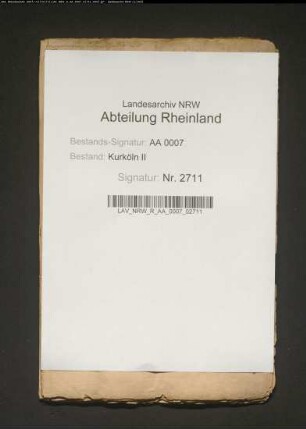 Landesarchiv NRW
Abteilung Rheinland
Bestands-Signatur: AA 0007
Bestand: Kurköln II
Signatur: Nr. 2711
LAV_NRW_R_AA_0007_02711